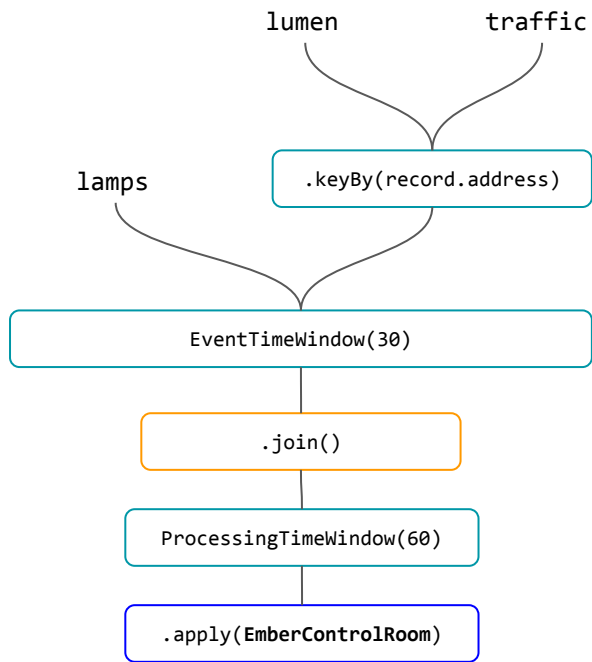 lumen
traffic
.keyBy(record.address)
lamps
EventTimeWindow(30)
.join()
ProcessingTimeWindow(60)
.apply(EmberControlRoom)